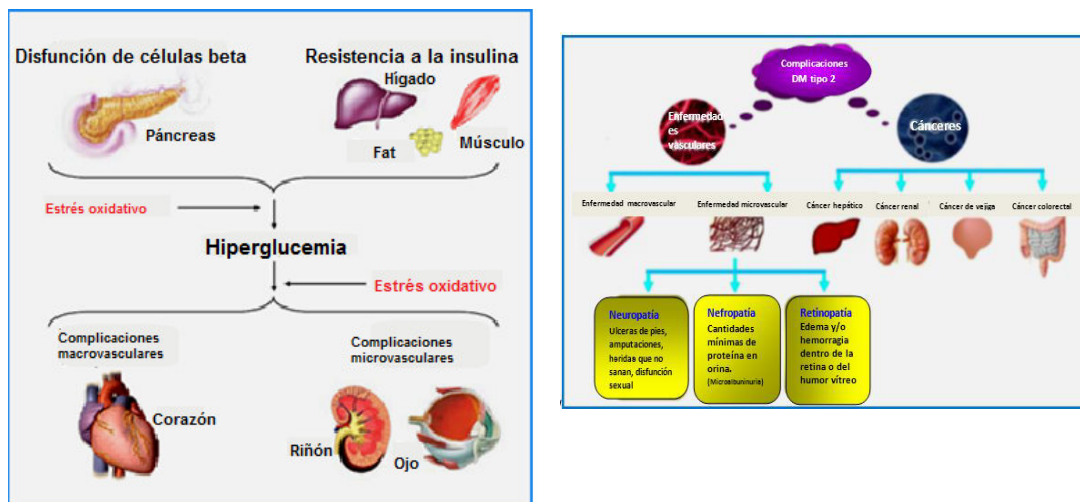 Disfunción de células beta
Resistencia a la insulina
Hígado
Páncreas
Fat
Músculo
Estrés oxidativo
Hiperglucemia
Estrés oxidativo
Complicaciones
macrovasculares
Complicaciones
microvasculares
Corazón
Riñón
Ojo
Complicaciones
DM tipo 2
Enfermedad
es
vasculares
Cánceres
Enfermedad macrovascular
Enfermedad microvascular
Cáncer hepático
Cáncer renal
Cáncer de vejiga
Cáncer colorectal
Neuropatía
Ulceras de pies,
amputaciones,
heridas que no
sanan, disfunción
sexual
Nefropatía
Cantidades
mínimas de
proteína en
orina.
(Microalbuninuria)
Retinopatía
Edema y/o
hemorragia
dentro de la
retina o del
humor vítreo